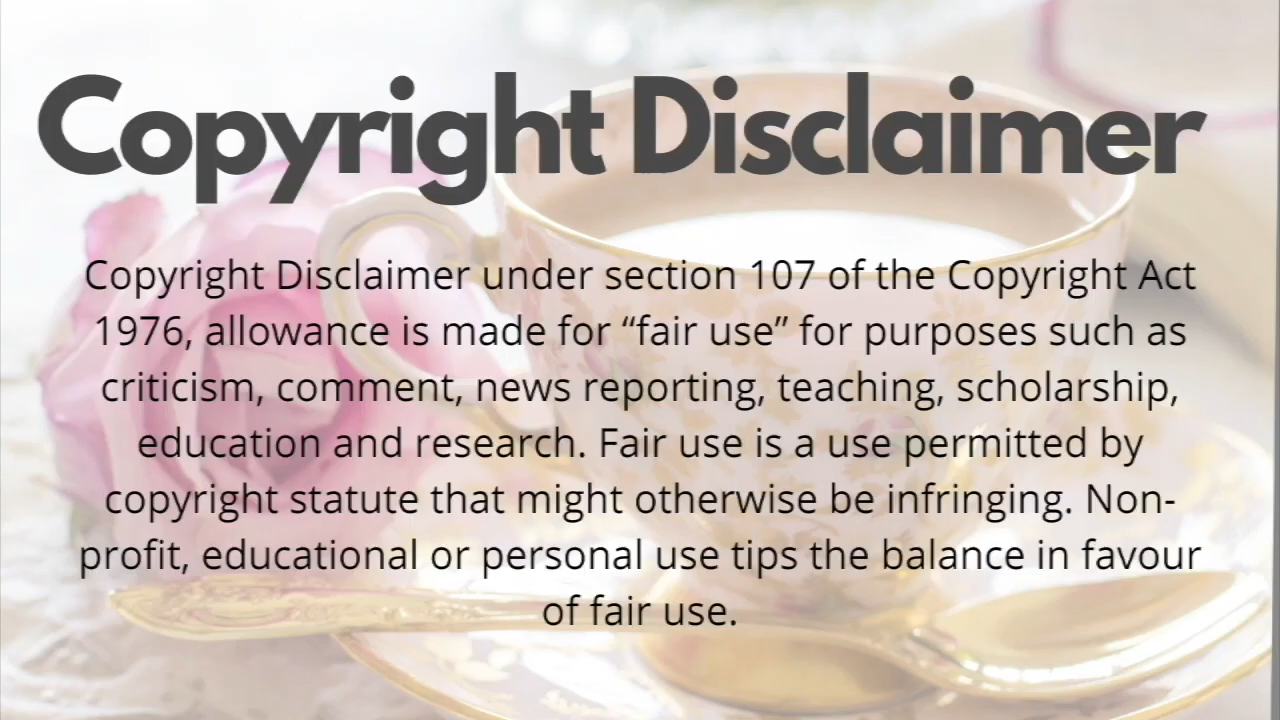 Copyright Disclaimer
Copyright Disclaimer under section 107 of the Copyright Act
1976, allowance is made for “fair use” for purposes such as
criticism, comment, news reporting, teaching, scholarship,
education and research. Fair use is a use permitted by
copyright statute that might otherwise be infringing. Non-
profit, educational or personal use tips the balance in favour
of fair use.